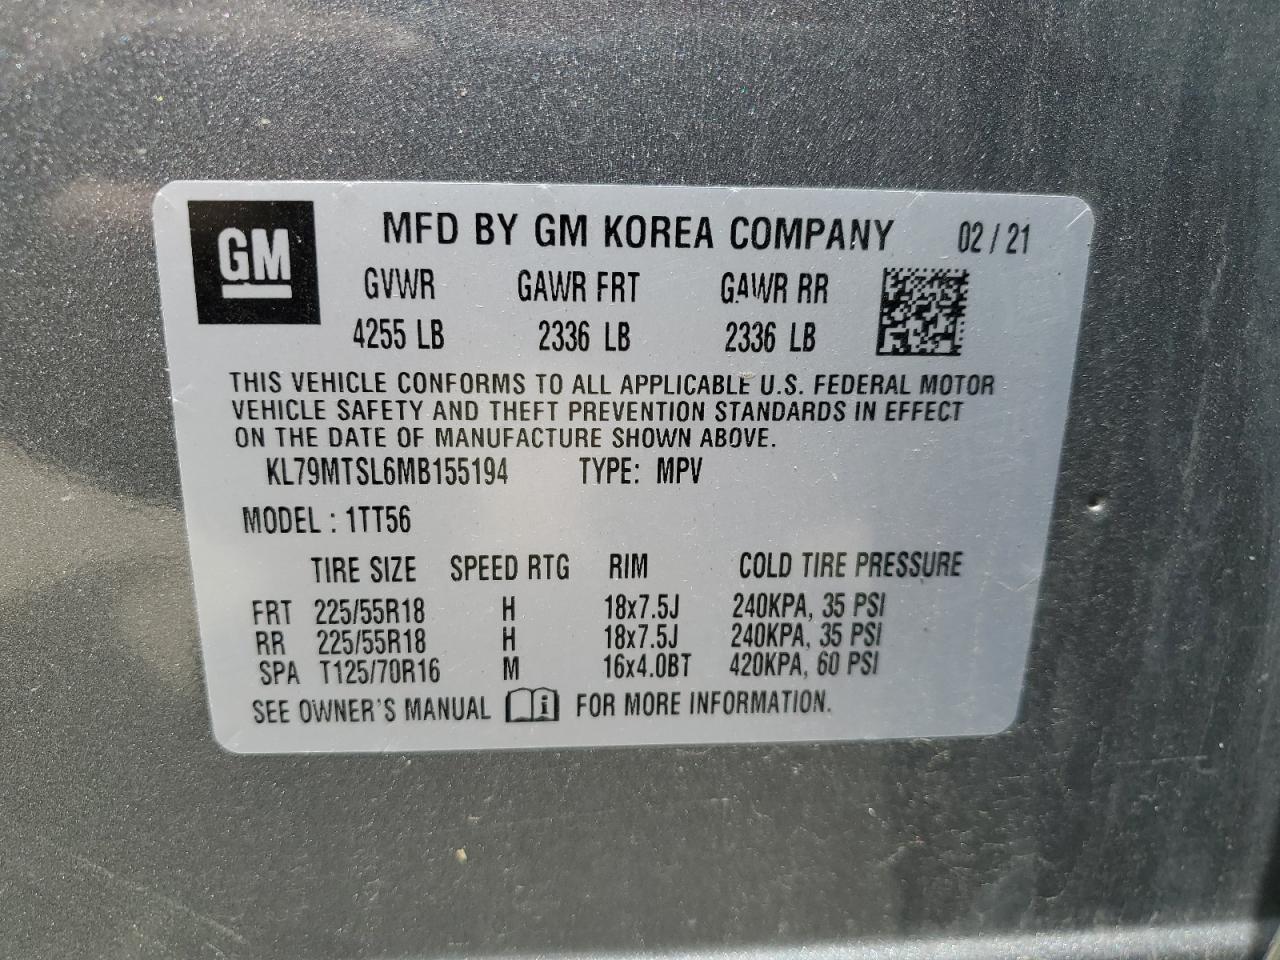 GM
MFD BY GM KOREA COMPANY 02/21
GVWR GAWR FRT GAWR RR
4255 LB 2336 LB 2336 LB
THIS VEHICLE CONFORMS TO ALL APPLICABLE U.S. FEDERAL MOTOR
VEHICLE SAFETY AND THEFT PREVENTION STANDARDS IN EFFECT
ON THE DATE OF MANUFACTURE SHOWN ABOVE.
KL79MTSL6MB155194 TYPE: MPV
MODEL : 1TT56
TIRE SIZE SPEED RTG RIM COLD TIRE PRESSURE
FRT 225/55R18 H 18x7.5J 240KPA, 35 PSI
RR 225/55R18 H 18x7.5J 240KPA, 35 PSI
SPA T125/70R16 M 16x4.0BT 420KPA, 60 PSI
SEE OWNER'S MANUAL i FOR MORE INFORMATION.